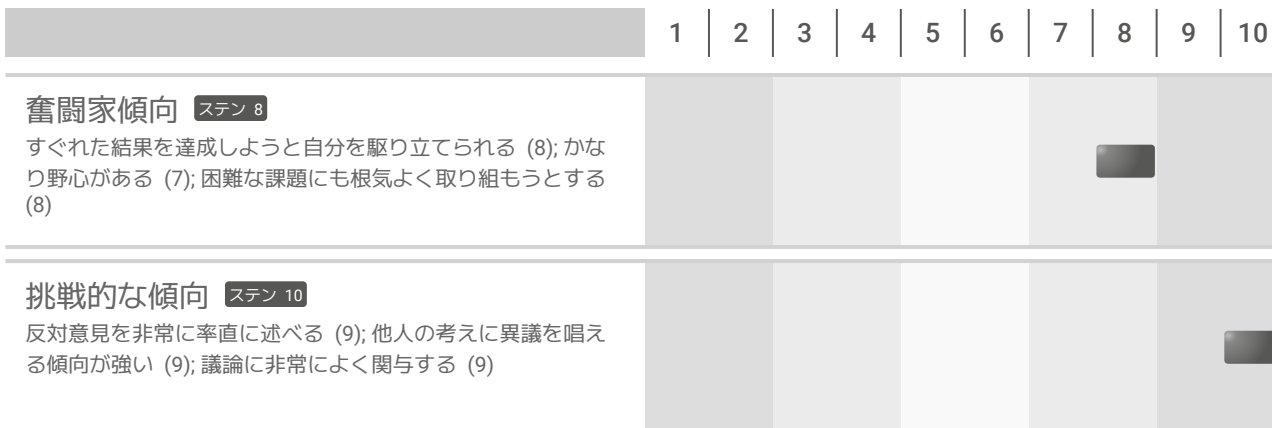 1 2 3 4 5 6 7 8 9 10
奮闘家傾向 ステン 8
すぐれた結果を達成しようと自分を駆り立てられる (8); かな
り野心がある (7); 困難な課題にも根気よく取り組もうとする
(8)
挑戦的な傾向 ステン 10
反対意見を非常に率直に述べる (9); 他人の考えに異議を唱え
る傾向が強い (9); 議論に非常によく関与する (9)